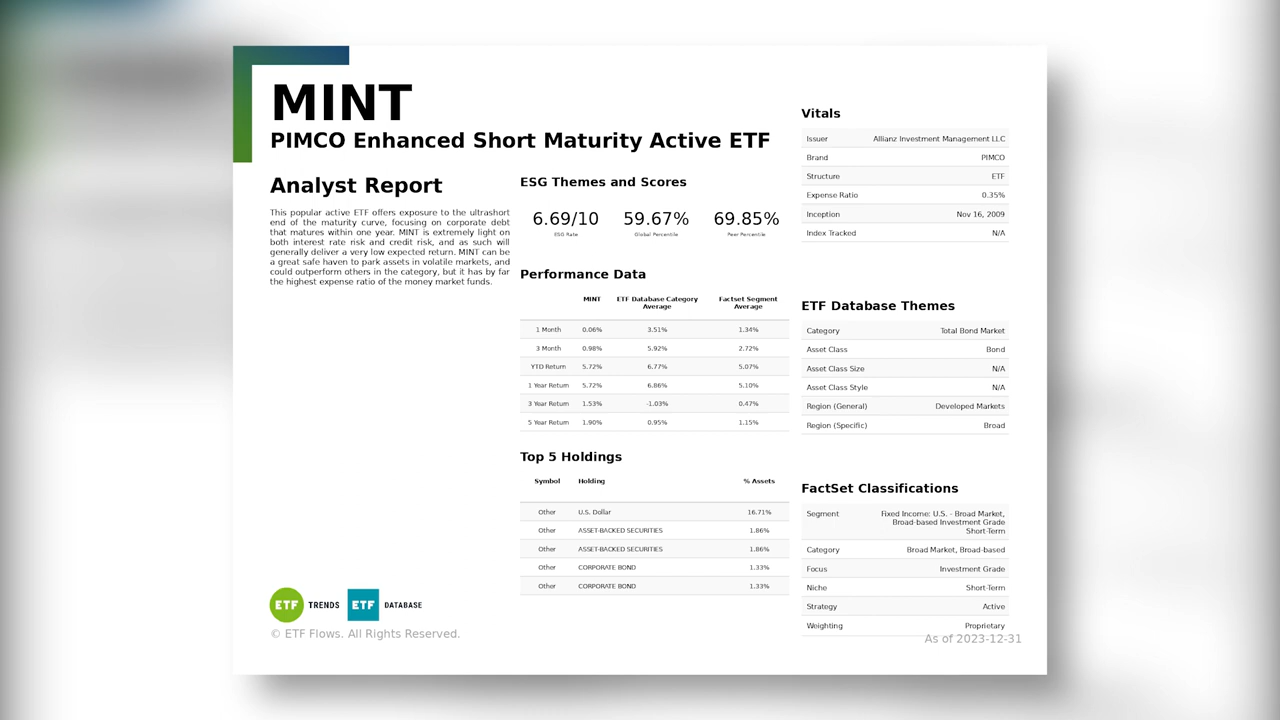 MINT
PIMCO Enhanced Short Maturity Active ETF
Analyst Report
This popular active ETF offers exposure to the ultrashort
end of the maturity curve, focusing on corporate debt
that matures within one year. MINT is extremely light on
both interest rate risk and credit risk, and as such will
generally deliver a very low expected return. MINT can be
a great safe haven to park assets in volatile markets, and
could outperform others in the category, but it has by far
the highest expense ratio of the money market funds.
ESG Themes and Scores
6.69/10 59.67% 69.85%
ESG Rate Global Percentile Peer Percentile
Performance Data
MINT ETF Database Category Factset Segment
Average Average
1 Month 0.06% 3.51% 1.34%
3 Month 0.98% 5.92% 2.72%
YTD Return 5.72% 6.77% 5.07%
1 Year Return 5.72% 6.86% 5.10%
3 Year Return 1.53% -1.03% 0.47%
5 Year Return 1.90% 0.95% 1.15%
Top 5 Holdings
Symbol Holding % Assets
Other U.S. Dollar 16.71%
Other ASSET-BACKED SECURITIES 1.86%
Other ASSET-BACKED SECURITIES 1.86%
Other CORPORATE BOND 1.33%
Other CORPORATE BOND 1.33%
Vitals
Issuer Allianz Investment Management LLC
Brand PIMCO
Structure ETF
Expense Ratio 0.35%
Inception Nov 16, 2009
Index Tracked N/A
ETF Database Themes
Category Total Bond Market
Asset Class Bond
Asset Class Size N/A
Asset Class Style N/A
Region (General) Developed Markets
Region (Specific) Broad
FactSet Classifications
Segment Fixed Income: U.S. - Broad Market,
Broad-based Investment Grade
Short-Term
Category Broad Market, Broad-based
Focus Investment Grade
Niche Short-Term
Strategy Active
Weighting Proprietary
ETF TRENDS ETF DATABASE
© ETF Flows. All Rights Reserved.
As of 2023-12-31